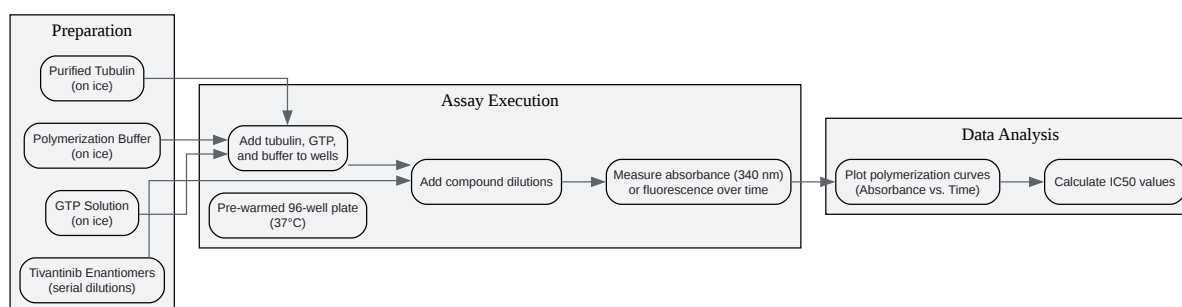 Preparation
Purified Tubulin
(on ice)
Polymerization Buffer
(on ice)
GTP Solution
(on ice)
Tivantinib Enantiomers
(serial dilutions)
Assay Execution
Add tubulin, GTP,
and buffer to wells
Pre-warmed 96-well plate
(37°C)
Add compound dilutions
Measure absorbance (340 nm)
or fluorescence over time
Data Analysis
Plot polymerization curves
(Absorbance vs. Time)
Calculate IC50 values